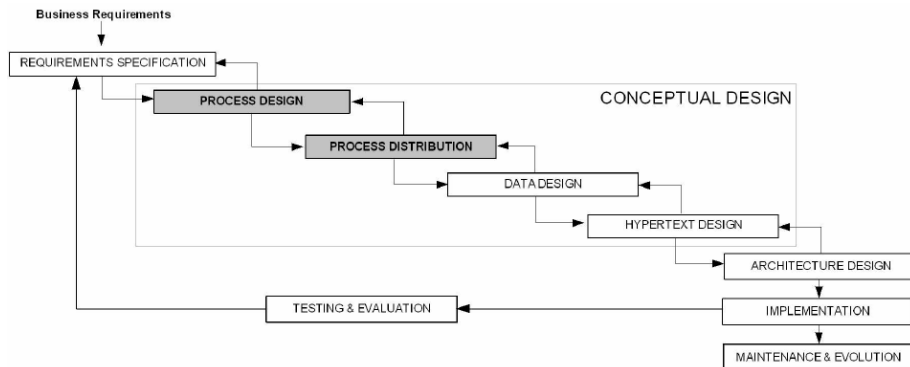 Business Requirements
REQUIREMENTS SPECIFICATION
CONCEPTUAL DESIGN
PROCESS DESIGN
PROCESS DISTRIBUTION
DATA DESIGN
HYPERTEXT DESIGN
ARCHITECTURE DESIGN
TESTING & EVALUATION
IMPLEMENTATION
MAINTENANCE & EVOLUTION